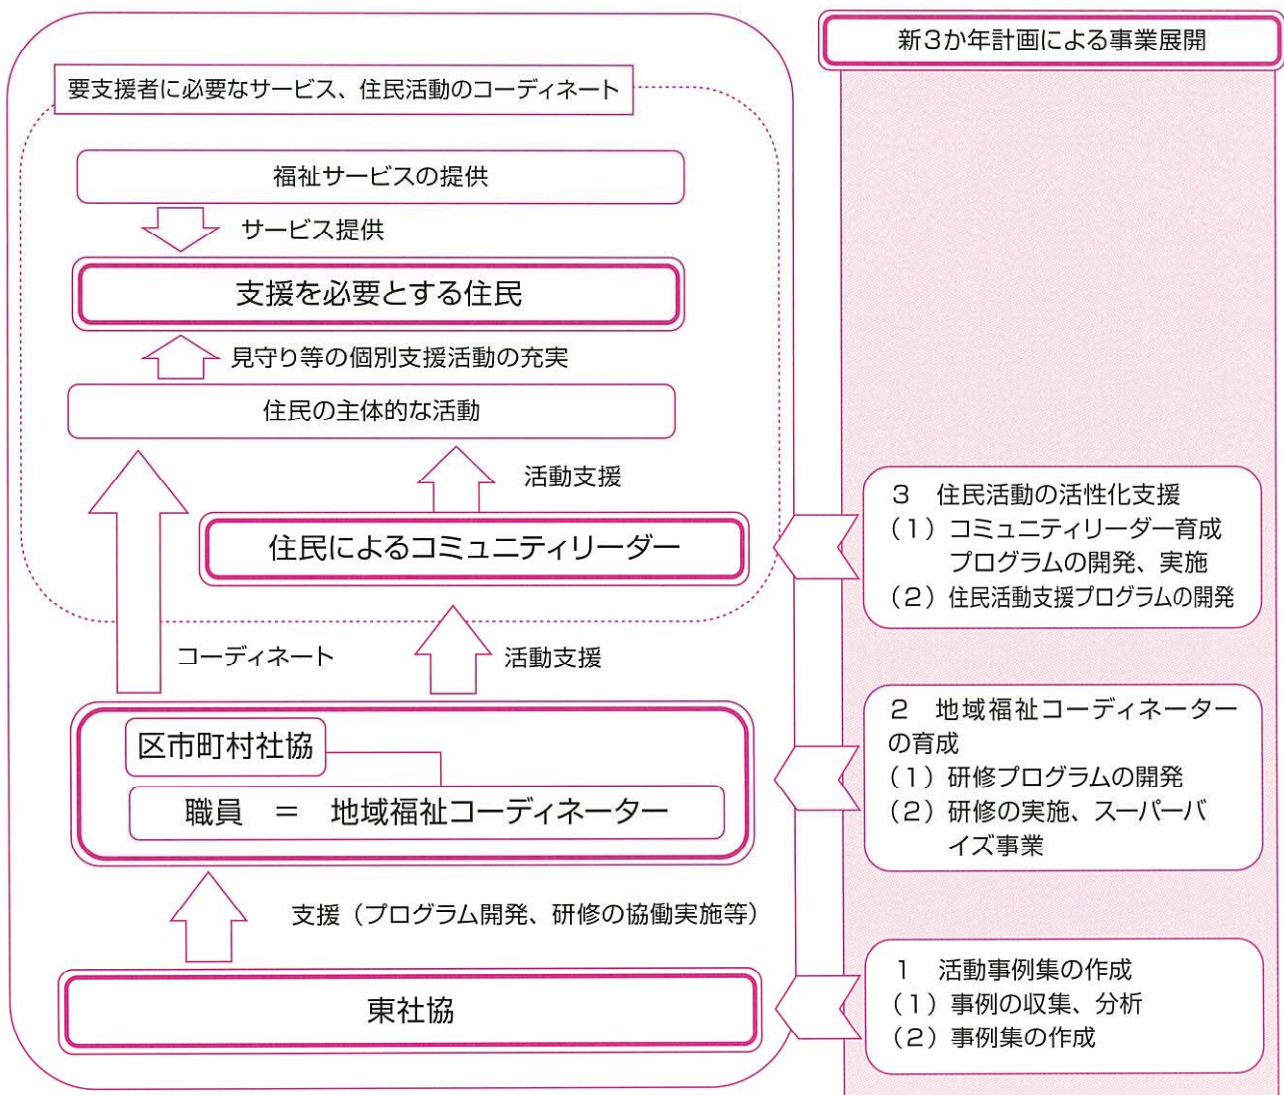 新3か年計画による事業展開
要支援者に必要なサービス、住民活動のコーディネート
福祉サービスの提供
サービス提供
支援を必要とする住民
見守り等の個別支援活動の充実
住民の主体的な活動
活動支援
住民によるコミュニティリーダー
コーディネート
活動支援
区市町村社協
職員 = 地域福祉コーディネーター
支援(プログラム開発、研修の協働実施等)
東社協
3 住民活動の活性化支援
(1)コミュニティリーダー育成
プログラムの開発、実施
(2)住民活動支援プログラムの開発
2 地域福祉コーディネーター
の育成
(1)研修プログラムの開発
(2)研修の実施、スーパーバ
イズ事業
1 活動事例集の作成
(1)事例の収集、分析
(2)事例集の作成